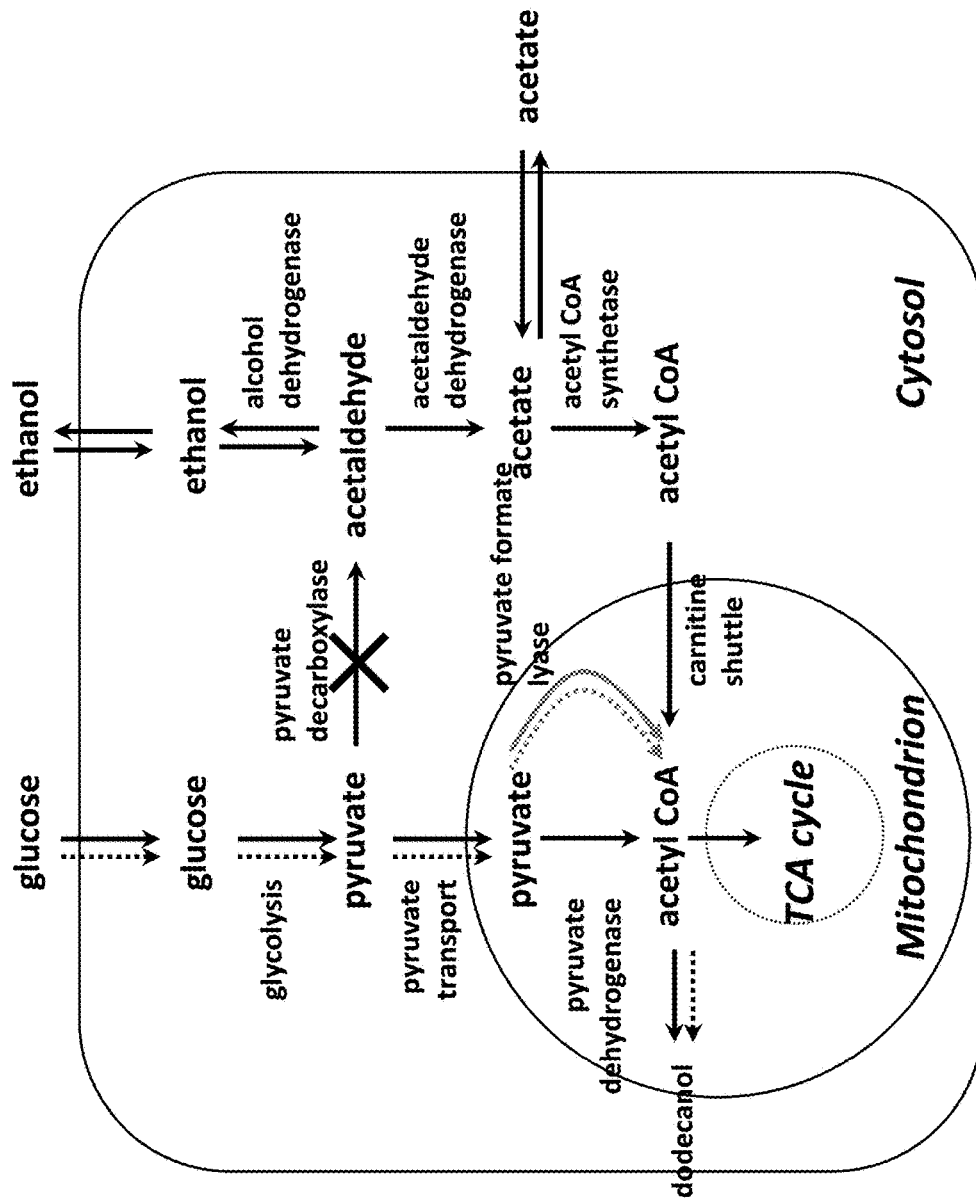 glucose
ethanol
glucose
ethanol
glycolysis
pyruvate
decarboxylase
alcohol
dehydrogenase
pyruvate
acetaldehyde
pyruvate
transport
acetaldehyde
dehydrogenase
pyruvate
pyruvate formate
lyase
acetate
acetate
pyruvate
dehydrogenase
acetyl CoA
synthetase
dodecanol
acetyl CoA
carnitine
shuttle
acetyl CoA
TCA cycle
Mitochondrion
Cytosol